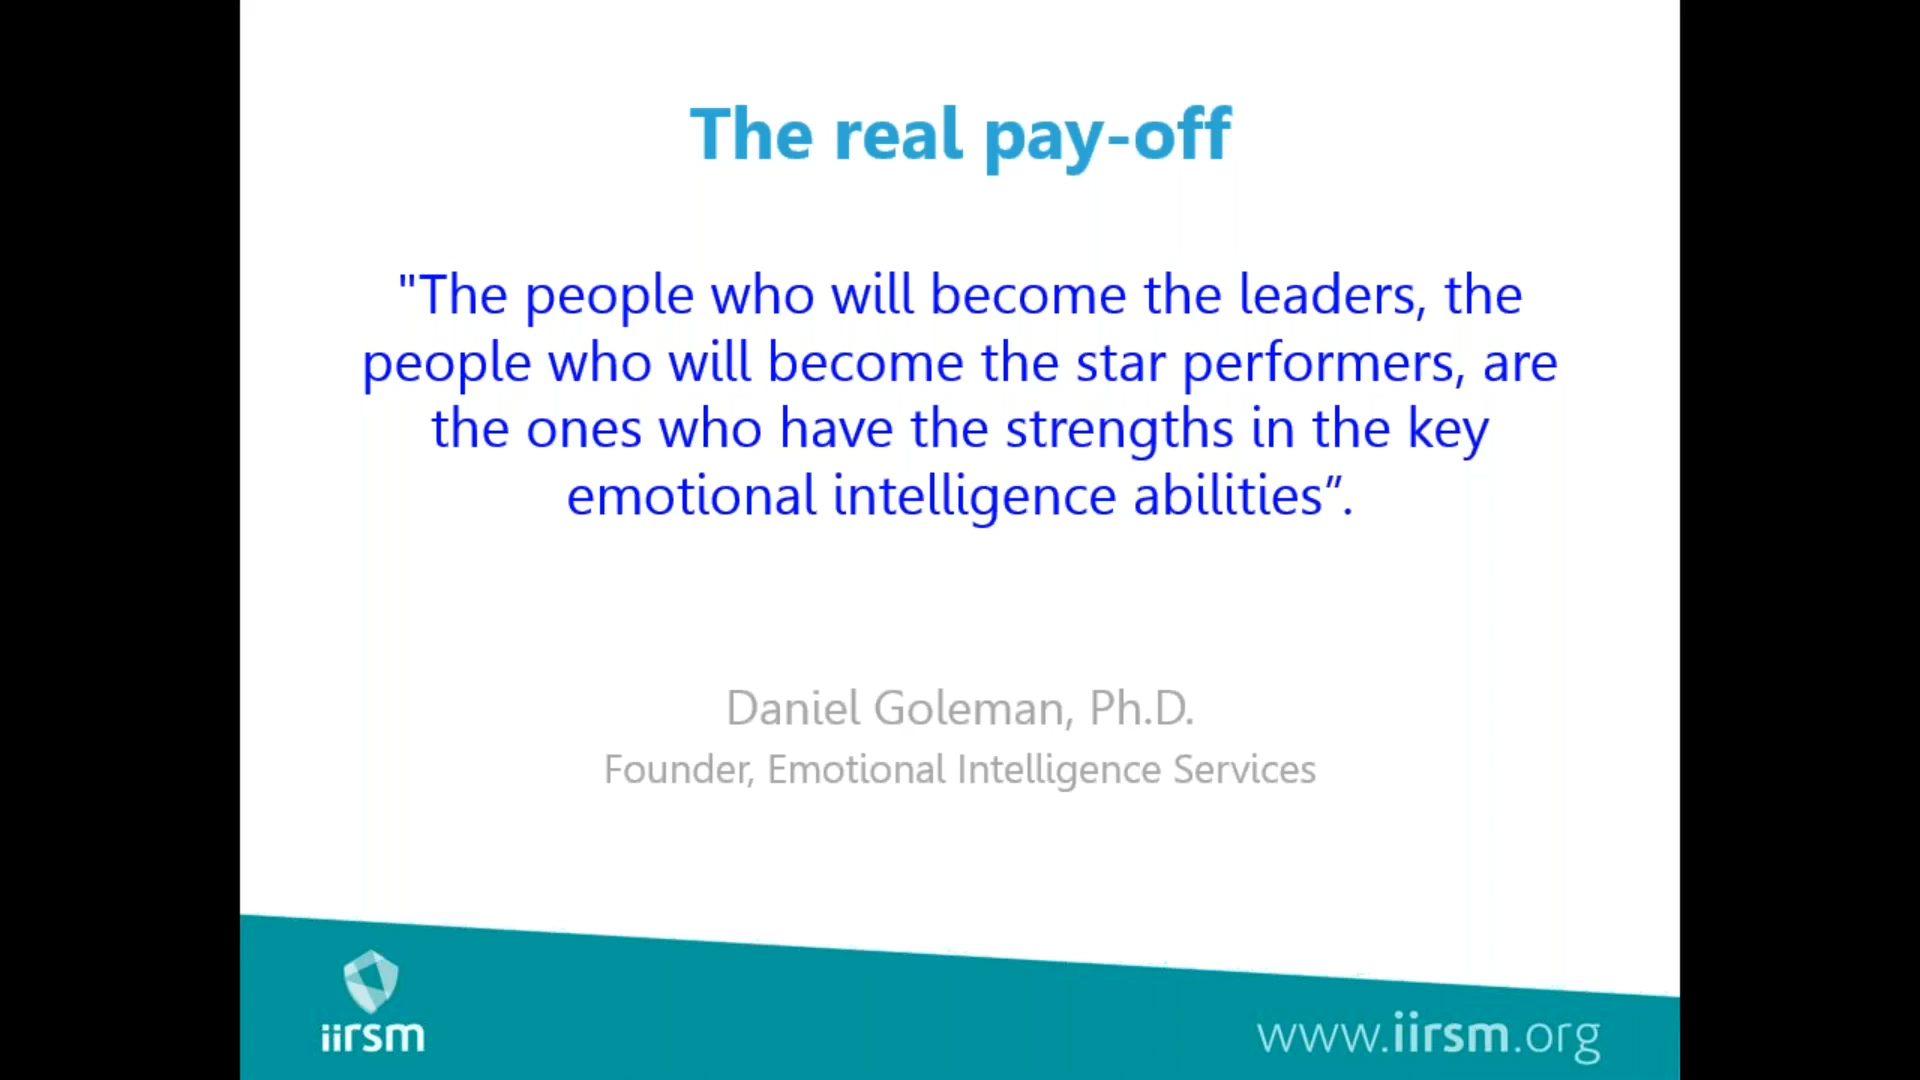 The real pay-off
"The people who will become the leaders, the
people who will become the star performers, are
the ones who have the strengths in the key
emotional intelligence abilities”.
Daniel Goleman, Ph.D.
Founder, Emotional Intelligence Services
iirsm
www.iirsm.org